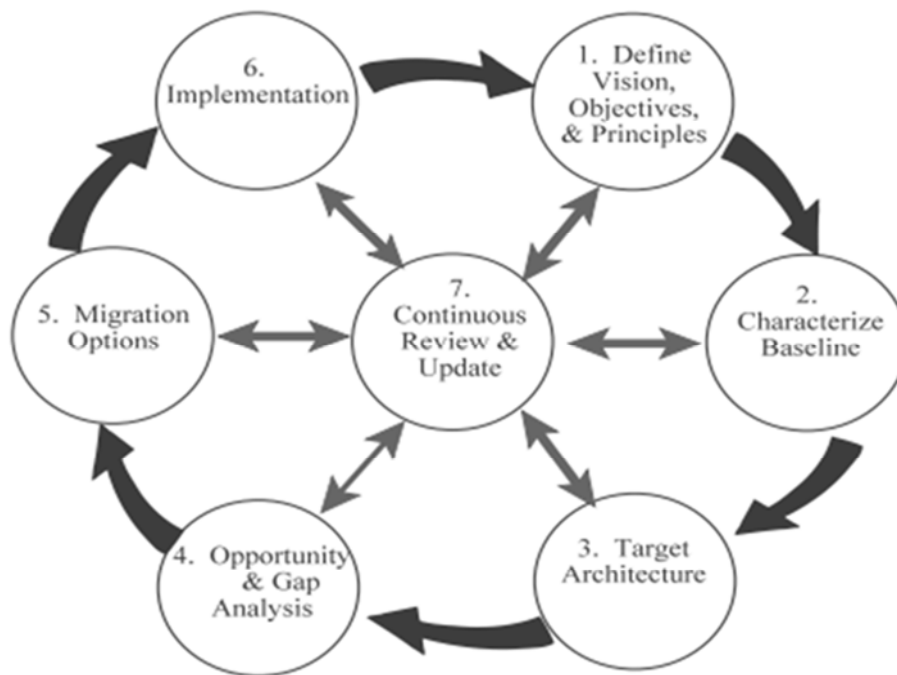 1. Define
Vision,
Objectives,
& Principles
2.
Characterize
Baseline
3. Target
Architecture
4. Opportunity
& Gap
Analysis
5. Migration
Options
6.
Implementation
7.
Continuous
Review &
Update